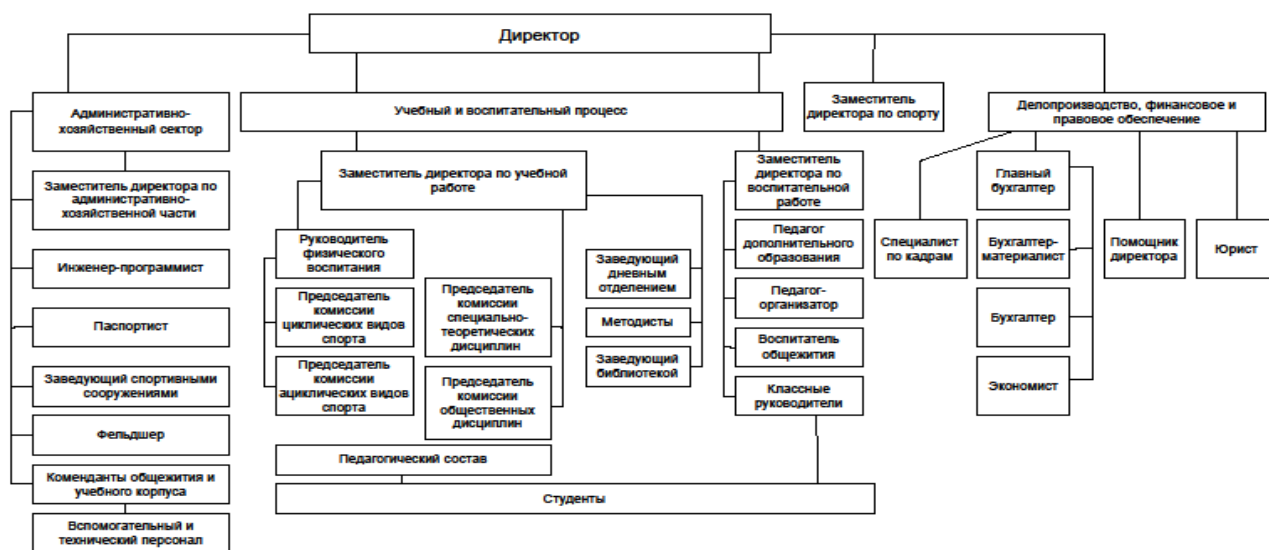 Директор
Административно-
хозяйственный сектор
Учебный и воспитательный процесс
Заместитель
директора по спорту
Делопроизводство, финансовое и
правовое обеспечение
Заместитель директора по
административно-
хозяйственной части
Инженер-программист
Паспортист
Заведующий спортивными
сооружениями
Фельдшер
Коменданты общежития и
учебного корпуса
Вспомогательный и
технический персонал
Заместитель директора по учебной
работе
Руководитель
физического
воспитания
Председатель
комиссии
циклических видов
спорта
Председатель
комиссии
ациклических видов
спорта
Председатель
комиссии
специально-
теоретических
дисциплин
Председатель
комиссии
общественных
дисциплин
Заведующий
дневным
отделением
Методисты
Заведующий
библиотекой
Заместитель
директора по
воспитательной
работе
Педагог
дополнительного
образования
Педагог-
организатор
Воспитатель
общежития
Классные
руководители
Педагогический состав
Студенты
Специалист
по кадрам
Главный
бухгалтер
Бухгалтер-
материалист
Бухгалтер
Экономист
Помощник
директора
Юрист